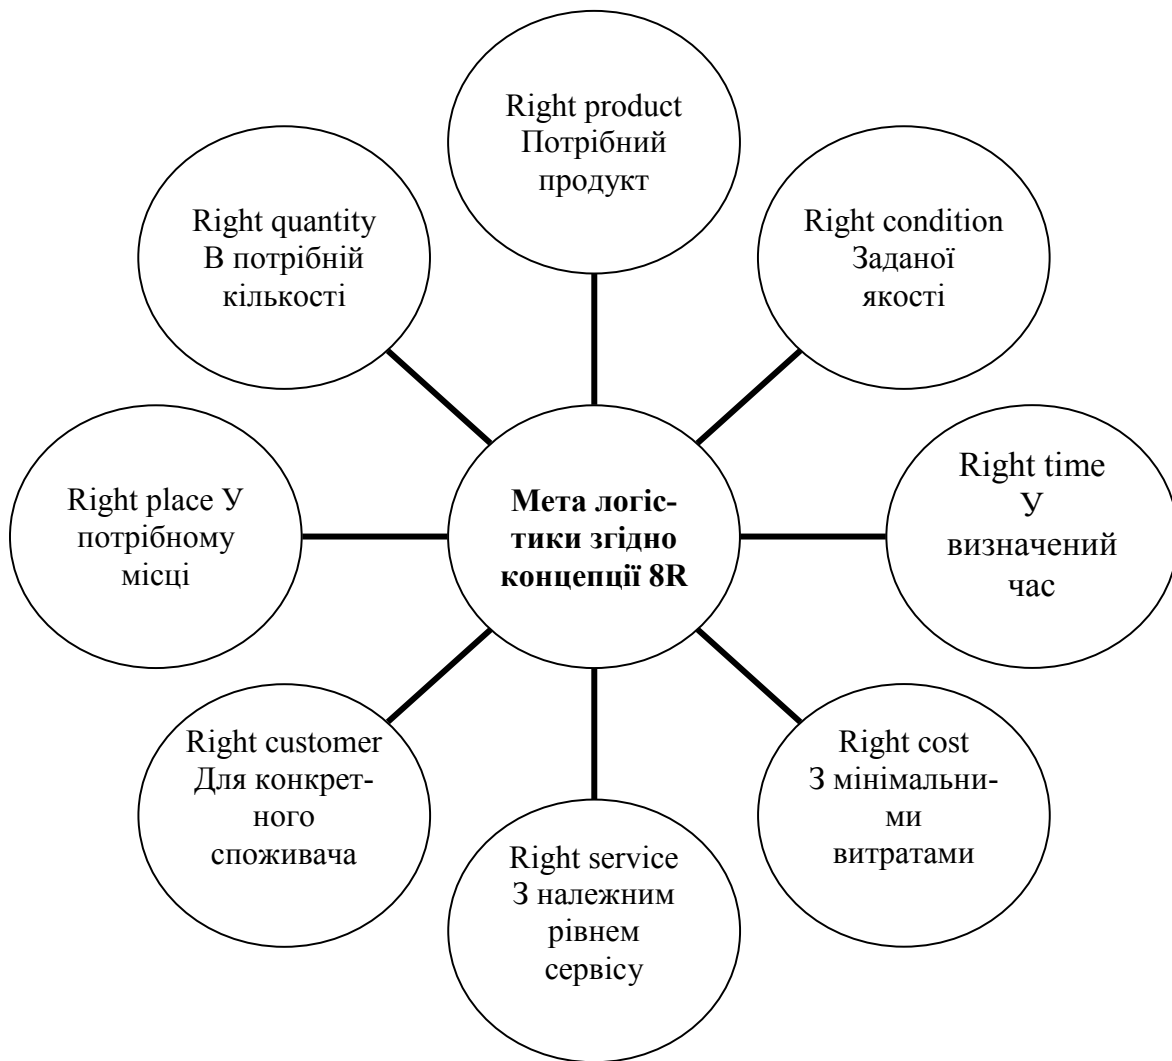 Right product
Потрібний
продукт
Right quantity
В потрібній
кількості
Right condition
Заданої
якості
Right place У
потрібному
місці
Мета логіс-
тики згідно
концепції 8R
Right time
У
визначений
час
Right customer
Для конкрет-
ного
споживача
Right cost
З мінімальни-
ми
витратами
Right service
З належним
рівнем
сервісу